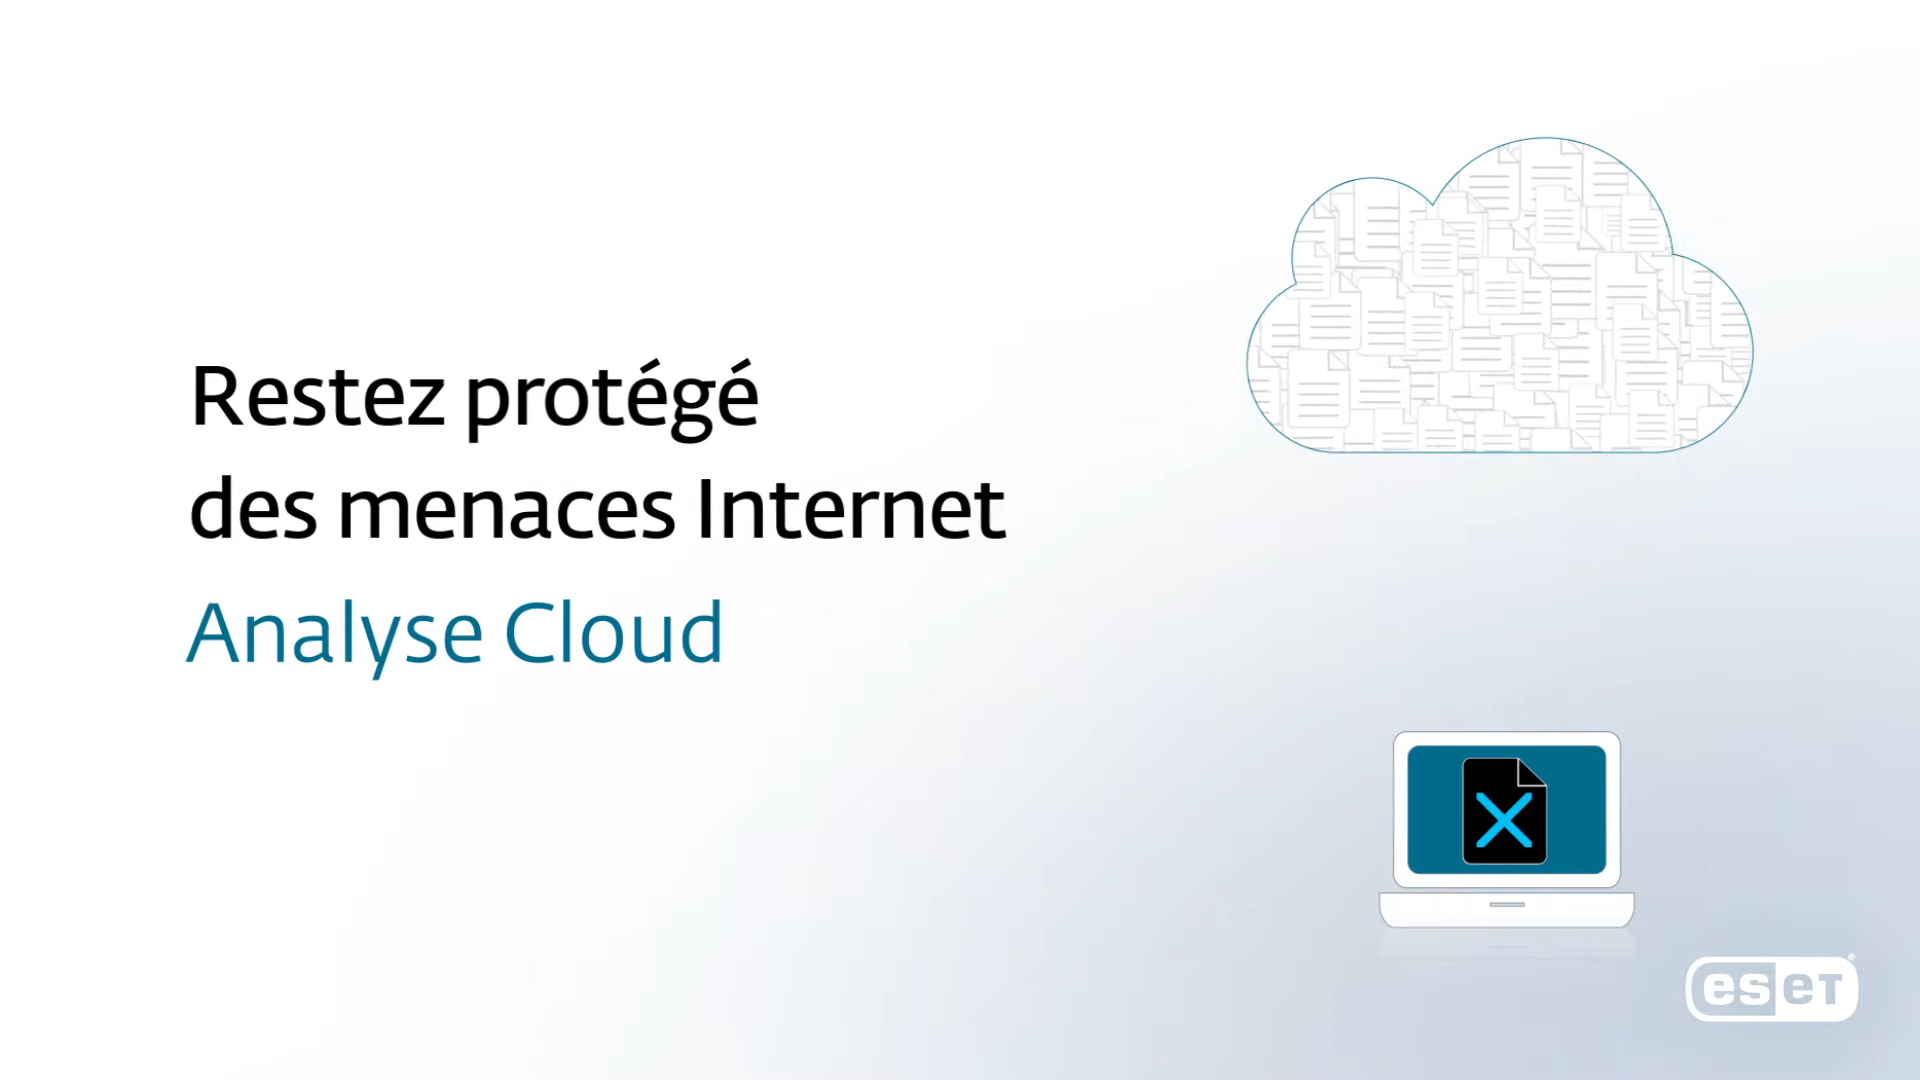 Restez protégé
des menaces Internet
Analyse Cloud
eseT®